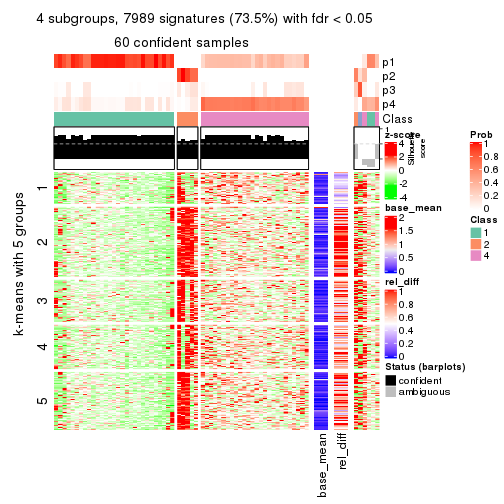 4 subgroups, 7989 signatures (73.5%) with fdr < 0.05
60 confident samples
p1
p2
p3
p4
Class
1
Silhouette
score
k-means with 5 groups
1
2
3
4
5
base_mean
rel_diff
z-score
4
2
0
-2
-4
base_mean
2
1.5
1
0.5
0
rel_diff
1
0.8
0.6
0.4
0.2
0
Status (barplots)
confident
ambiguous
Prob
1
0.8
0.6
0.4
0.2
0
Class
1
2
4